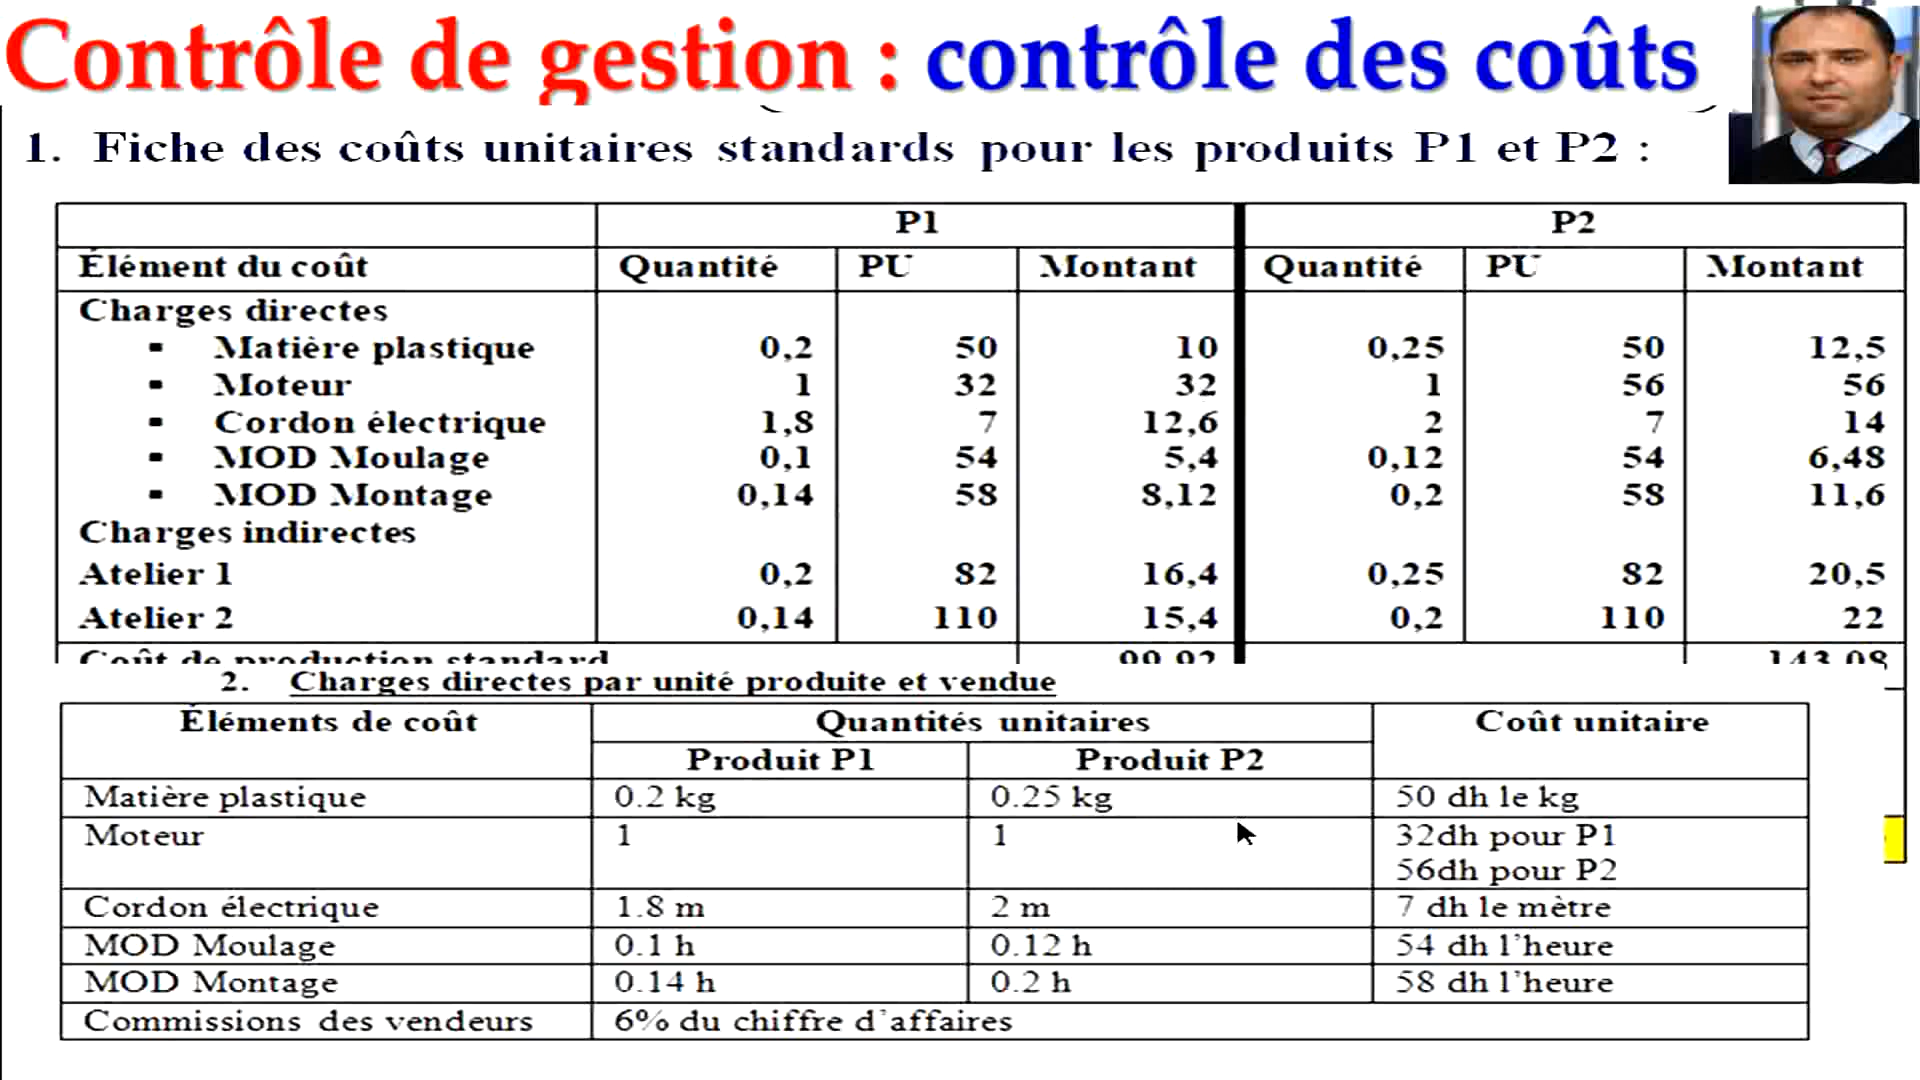 Contrôle de gestion : contrôle des coûts
1. Fiche des coûts unitaires standards pour les produits P1 et P2 :
P1 P2
Élément du coût Quantité PU Montant Quantité PU Montant
Charges directes
▪ Matière plastique 0,2 50 10 0,25 50 12,5
▪ Moteur 1 32 32 1 56 56
▪ Cordon électrique 1,8 7 12,6 2 7 14
▪ MOD Moulage 0,1 54 5,4 0,12 54 6,48
▪ MOD Montage 0,14 58 8,12 0,2 58 11,6
Charges indirectes
Atelier 1 0,2 82 16,4 0,25 82 20,5
Atelier 2 0,14 110 15,4 0,2 110 22
Coût de production standard 99,92 143,08
2. Charges directes par unité produite et vendue
Éléments de coût Quantités unitaires Coût unitaire
Produit P1 Produit P2
Matière plastique 0.2 kg 0.25 kg 50 dh le kg
Moteur 1 1 32dh pour P1
56dh pour P2
Cordon électrique 1.8 m 2 m 7 dh le mètre
MOD Moulage 0.1 h 0.12 h 54 dh l'heure
MOD Montage 0.14 h 0.2 h 58 dh l'heure
Commissions des vendeurs 6% du chiffre d'affaires